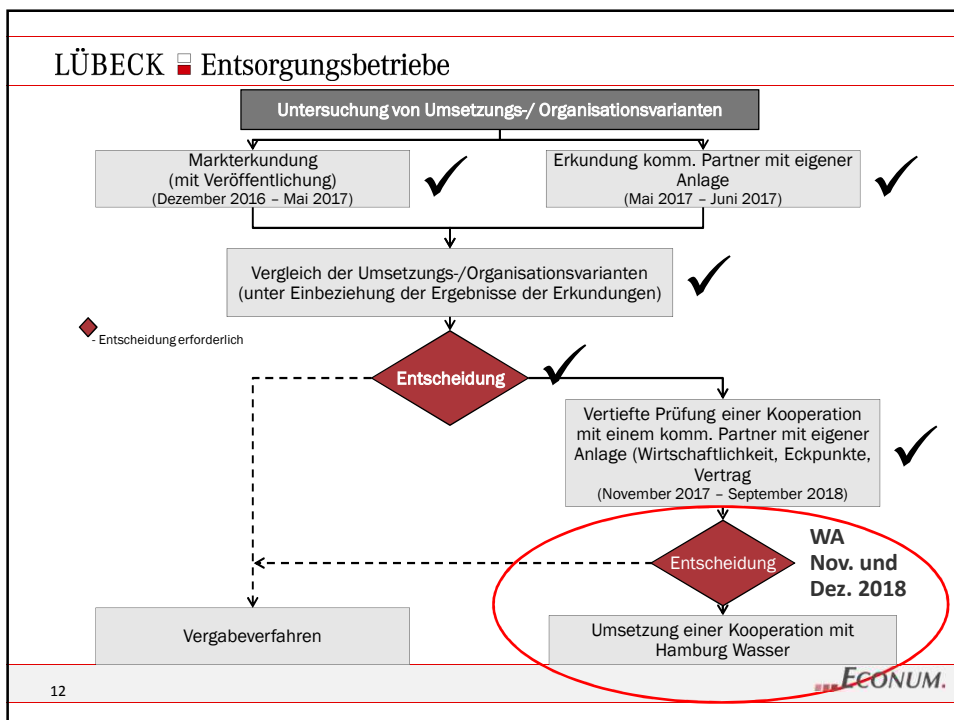 LÜBECK Entsorgungsbetriebe
Untersuchung von Umsetzungs-/ Organisationsvarianten
Markterkundung
(mit Veröffentlichung)
(Dezember 2016 – Mai 2017)
Erkundung komm. Partner mit eigener
Anlage
(Mai 2017 – Juni 2017)
Vergleich der Umsetzungs-/Organisationsvarianten
(unter Einbeziehung der Ergebnisse der Erkundungen)
- Entscheidung erforderlich
Entscheidung
Vertiefte Prüfung einer Kooperation
mit einem komm. Partner mit eigener
Anlage (Wirtschaftlichkeit, Eckpunkte,
Vertrag
(November 2017 – September 2018)
Entscheidung
WA
Nov. und
Dez. 2018
Vergabeverfahren
Umsetzung einer Kooperation mit
Hamburg Wasser
12
ECONUM.